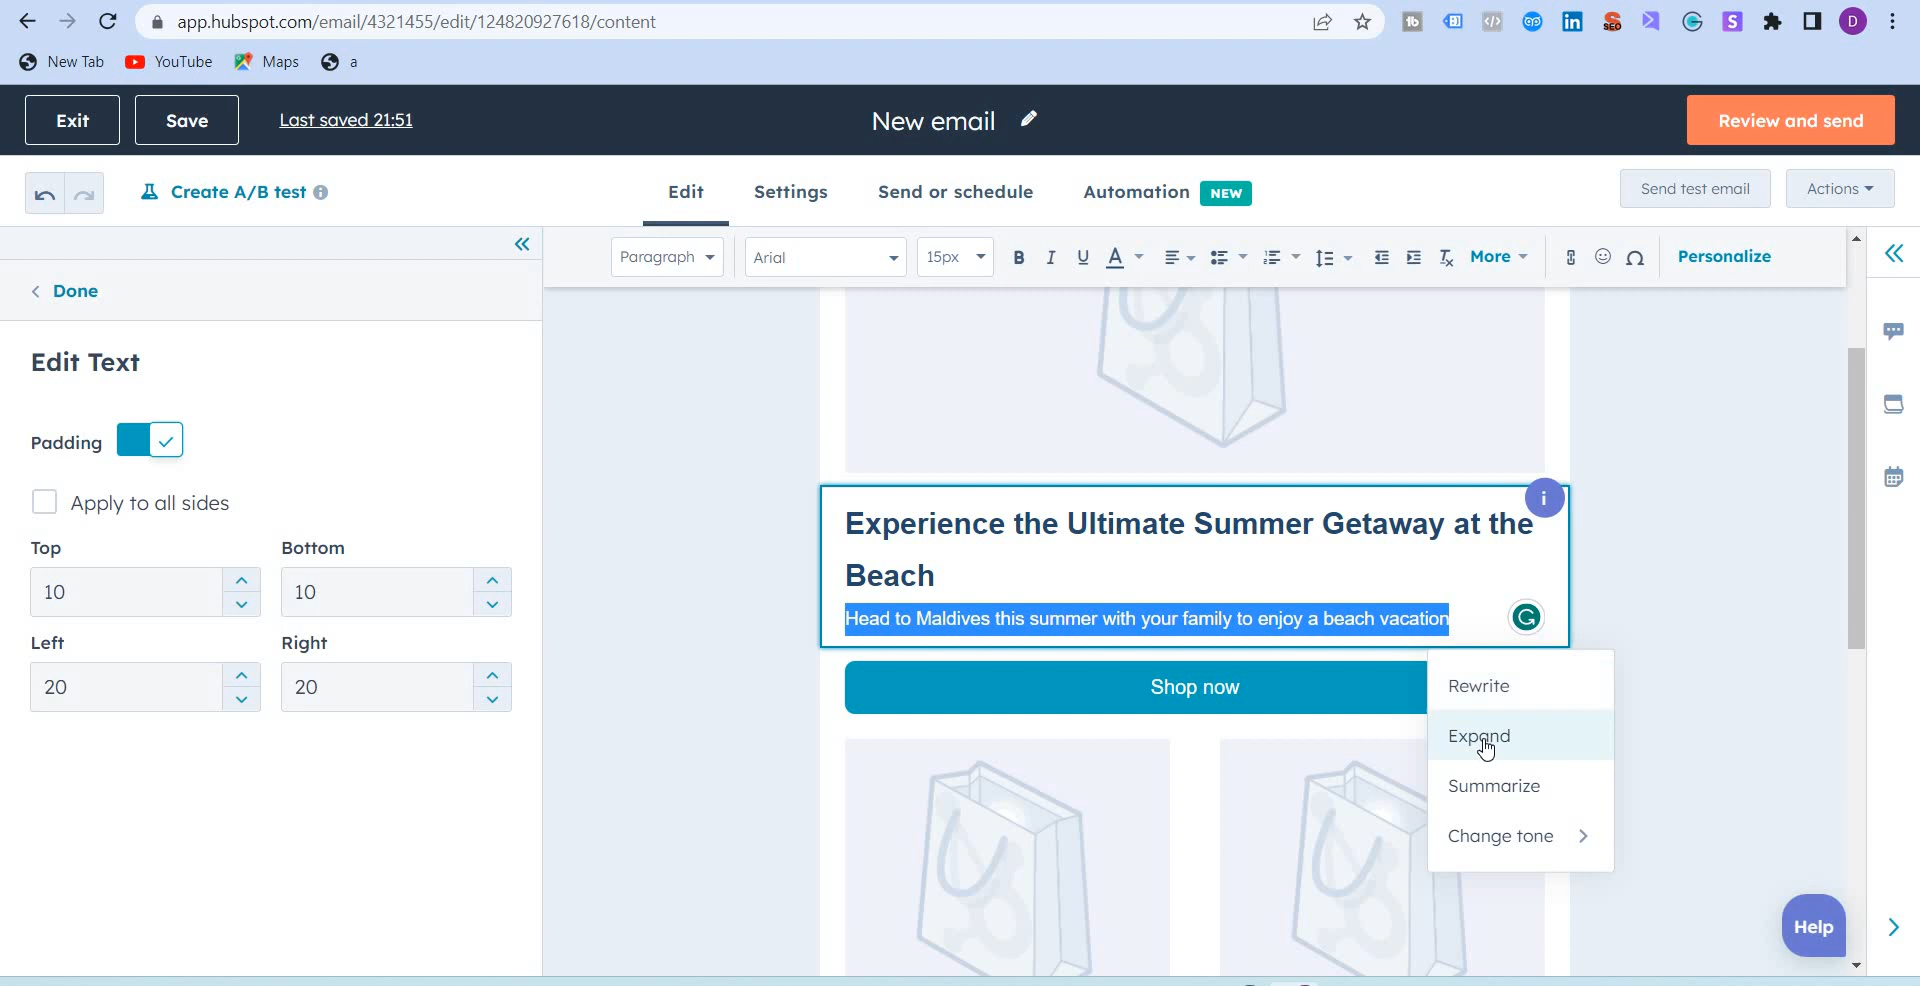 app.hubspot.com/email/4321455/edit/124820927618/content
New Tab YouTube Maps a
Exit Save Last saved 21:51 New email Review and send
Create A/B test Edit Settings Send or schedule Automation NEW Send test email Actions
Paragraph Arial 15px B I U A More Personalize
Done
Edit Text
Padding
Apply to all sides
Top Bottom
10 10
Left Right
20 20
Experience the Ultimate Summer Getaway at the
Beach
Head to Maldives this summer with your family to enjoy a beach vacation
Shop now
Rewrite
Expand
Summarize
Change tone
Help